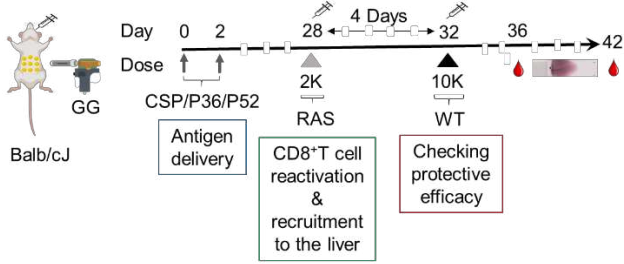 Day 0 2 28 4 Days 32 36 42
Dose
2K 10K
GG
CSP/P36/P52
RAS
WT
Balb/cJ
Antigen
delivery
CD8⁺T cell
reactivation
&
recruitment
to the liver
Checking
protective
efficacy